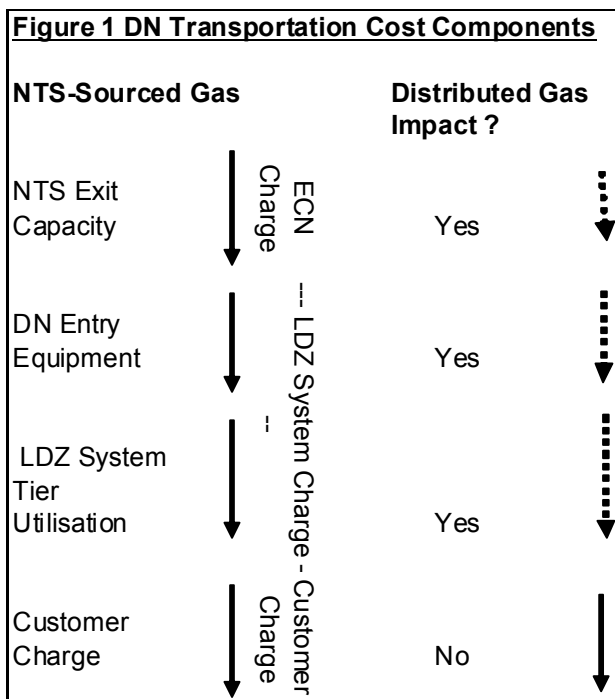 Figure 1 DN Transportation Cost Components
NTS-Sourced Gas
Distributed Gas
Impact ?
NTS Exit
Capacity
Yes
DN Entry
Equipment
Yes
LDZ System
Tier
Utilisation
Yes
Customer
Charge
No
ECN --- LDZ System Charge - Customer
Charge
--
Charge